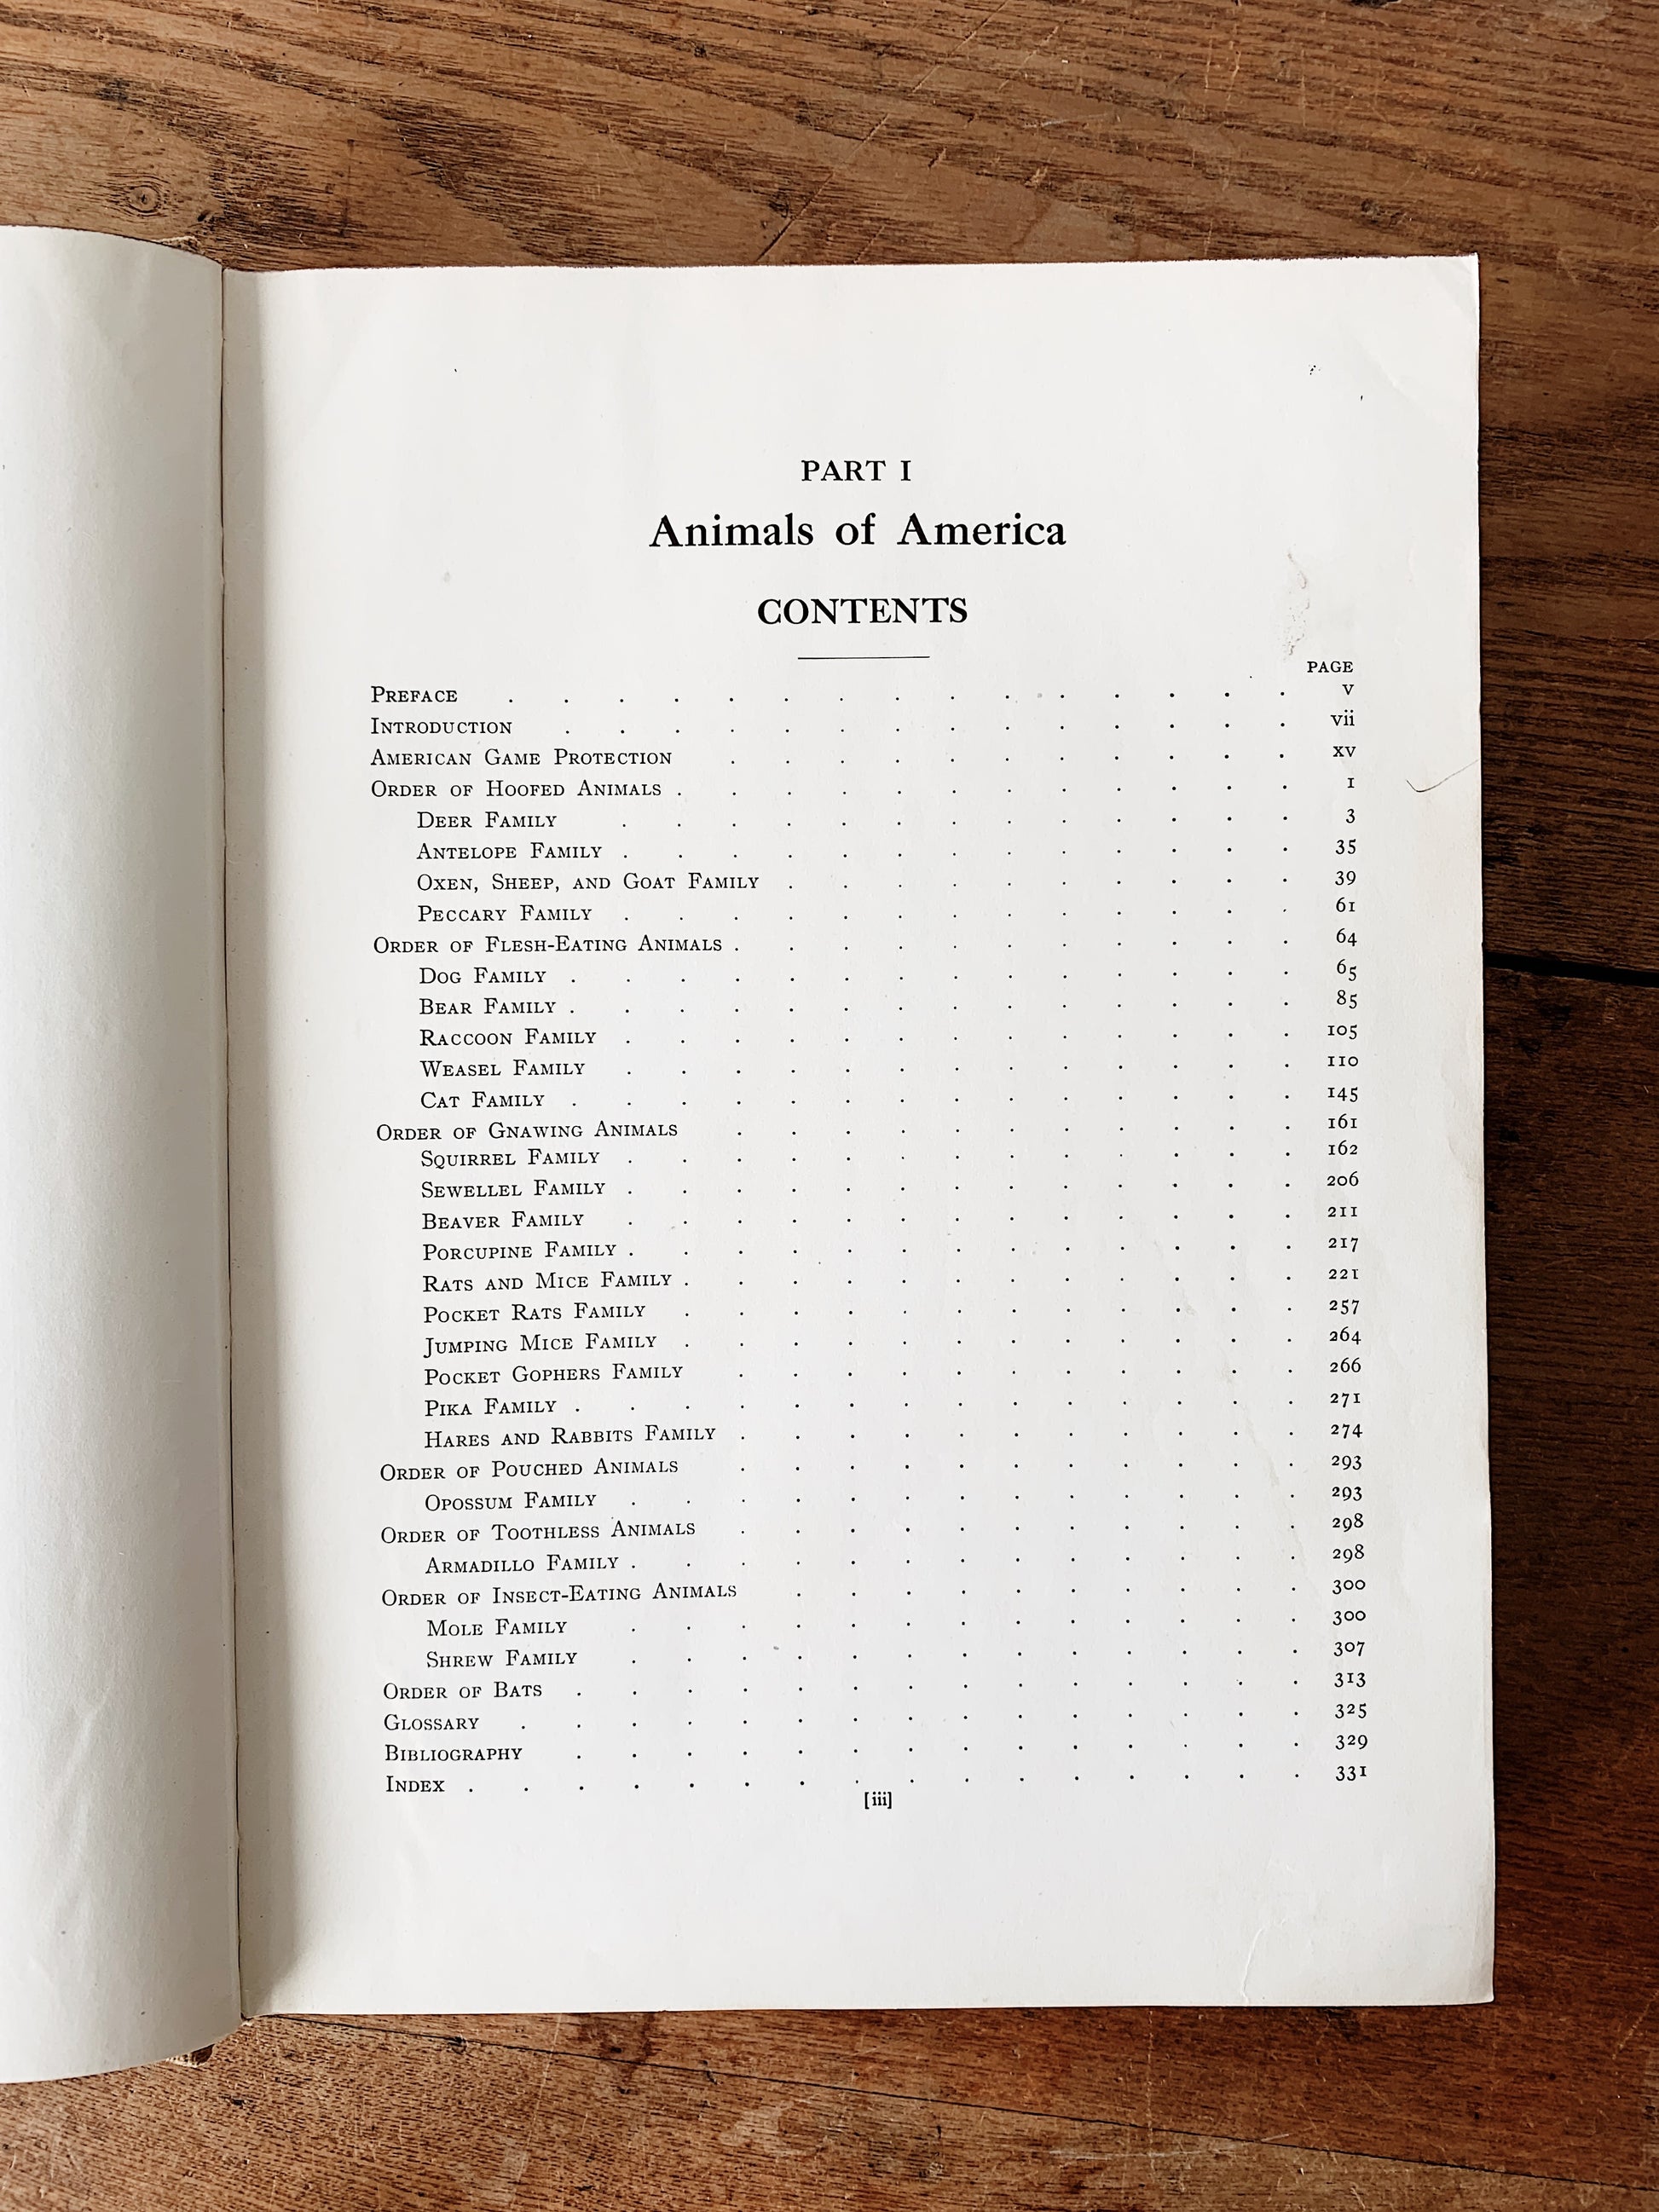 PART I
Animals of America
CONTENTS
PAGE
PREFACE . . . . . . . . . . . . . . . v
INTRODUCTION . . . . . . . . . . . . . . vii
AMERICAN GAME PROTECTION . . . . . . . . . . . xv
ORDER OF HOOFED ANIMALS . . . . . . . . . . . . 1
DEER FAMILY . . . . . . . . . . . . . 3
ANTELOPE FAMILY . . . . . . . . . . . . . 35
OXEN, SHEEP, AND GOAT FAMILY . . . . . . . . . . 39
PECCARY FAMILY . . . . . . . . . . . . . 61
ORDER OF FLESH-EATING ANIMALS . . . . . . . . . . . 64
DOG FAMILY . . . . . . . . . . . . . . 65
BEAR FAMILY . . . . . . . . . . . . . . 85
RACCOON FAMILY . . . . . . . . . . . . . 105
WEASEL FAMILY . . . . . . . . . . . . . 110
CAT FAMILY . . . . . . . . . . . . . . 145
ORDER OF GNAWING ANIMALS . . . . . . . . . . . 161
SQUIRREL FAMILY . . . . . . . . . . . . . 162
SEWELLEL FAMILY . . . . . . . . . . . . . 206
BEAVER FAMILY . . . . . . . . . . . . . 211
PORCUPINE FAMILY . . . . . . . . . . . . . 217
RATS AND MICE FAMILY . . . . . . . . . . . . 221
POCKET RATS FAMILY . . . . . . . . . . . . 257
JUMPING MICE FAMILY . . . . . . . . . . . . 264
POCKET GOPHERS FAMILY . . . . . . . . . . . 266
PIKA FAMILY . . . . . . . . . . . . . . 271
HARES AND RABBITS FAMILY . . . . . . . . . . . 274
ORDER OF POUCHED ANIMALS . . . . . . . . . . . 293
OPOSSUM FAMILY . . . . . . . . . . . . . 293
ORDER OF TOOTHLESS ANIMALS . . . . . . . . . . . 298
ARMADILLO FAMILY . . . . . . . . . . . . . 298
ORDER OF INSECT-EATING ANIMALS . . . . . . . . . . 300
MOLE FAMILY . . . . . . . . . . . . . 300
SHREW FAMILY . . . . . . . . . . . . . 307
ORDER OF BATS . . . . . . . . . . . . . . 313
GLOSSARY . . . . . . . . . . . . . . . 325
BIBLIOGRAPHY . . . . . . . . . . . . . . 329
INDEX . . . . . . . . . . . . . . . . 331
[iii]